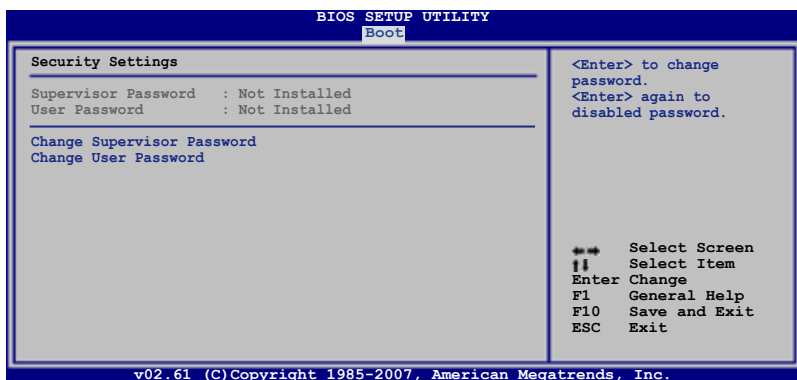 BIOS SETUP UTILITY
Boot
Security Settings
Supervisor Password : Not Installed
User Password : Not Installed
Change Supervisor Password
Change User Password
<Enter> to change
password.
<Enter> again to
disabled password.
Select Screen
Select Item
Enter Change
F1 General Help
F10 Save and Exit
ESC Exit
v02.61 (C)Copyright 1985-2007, American Megatrends, Inc.